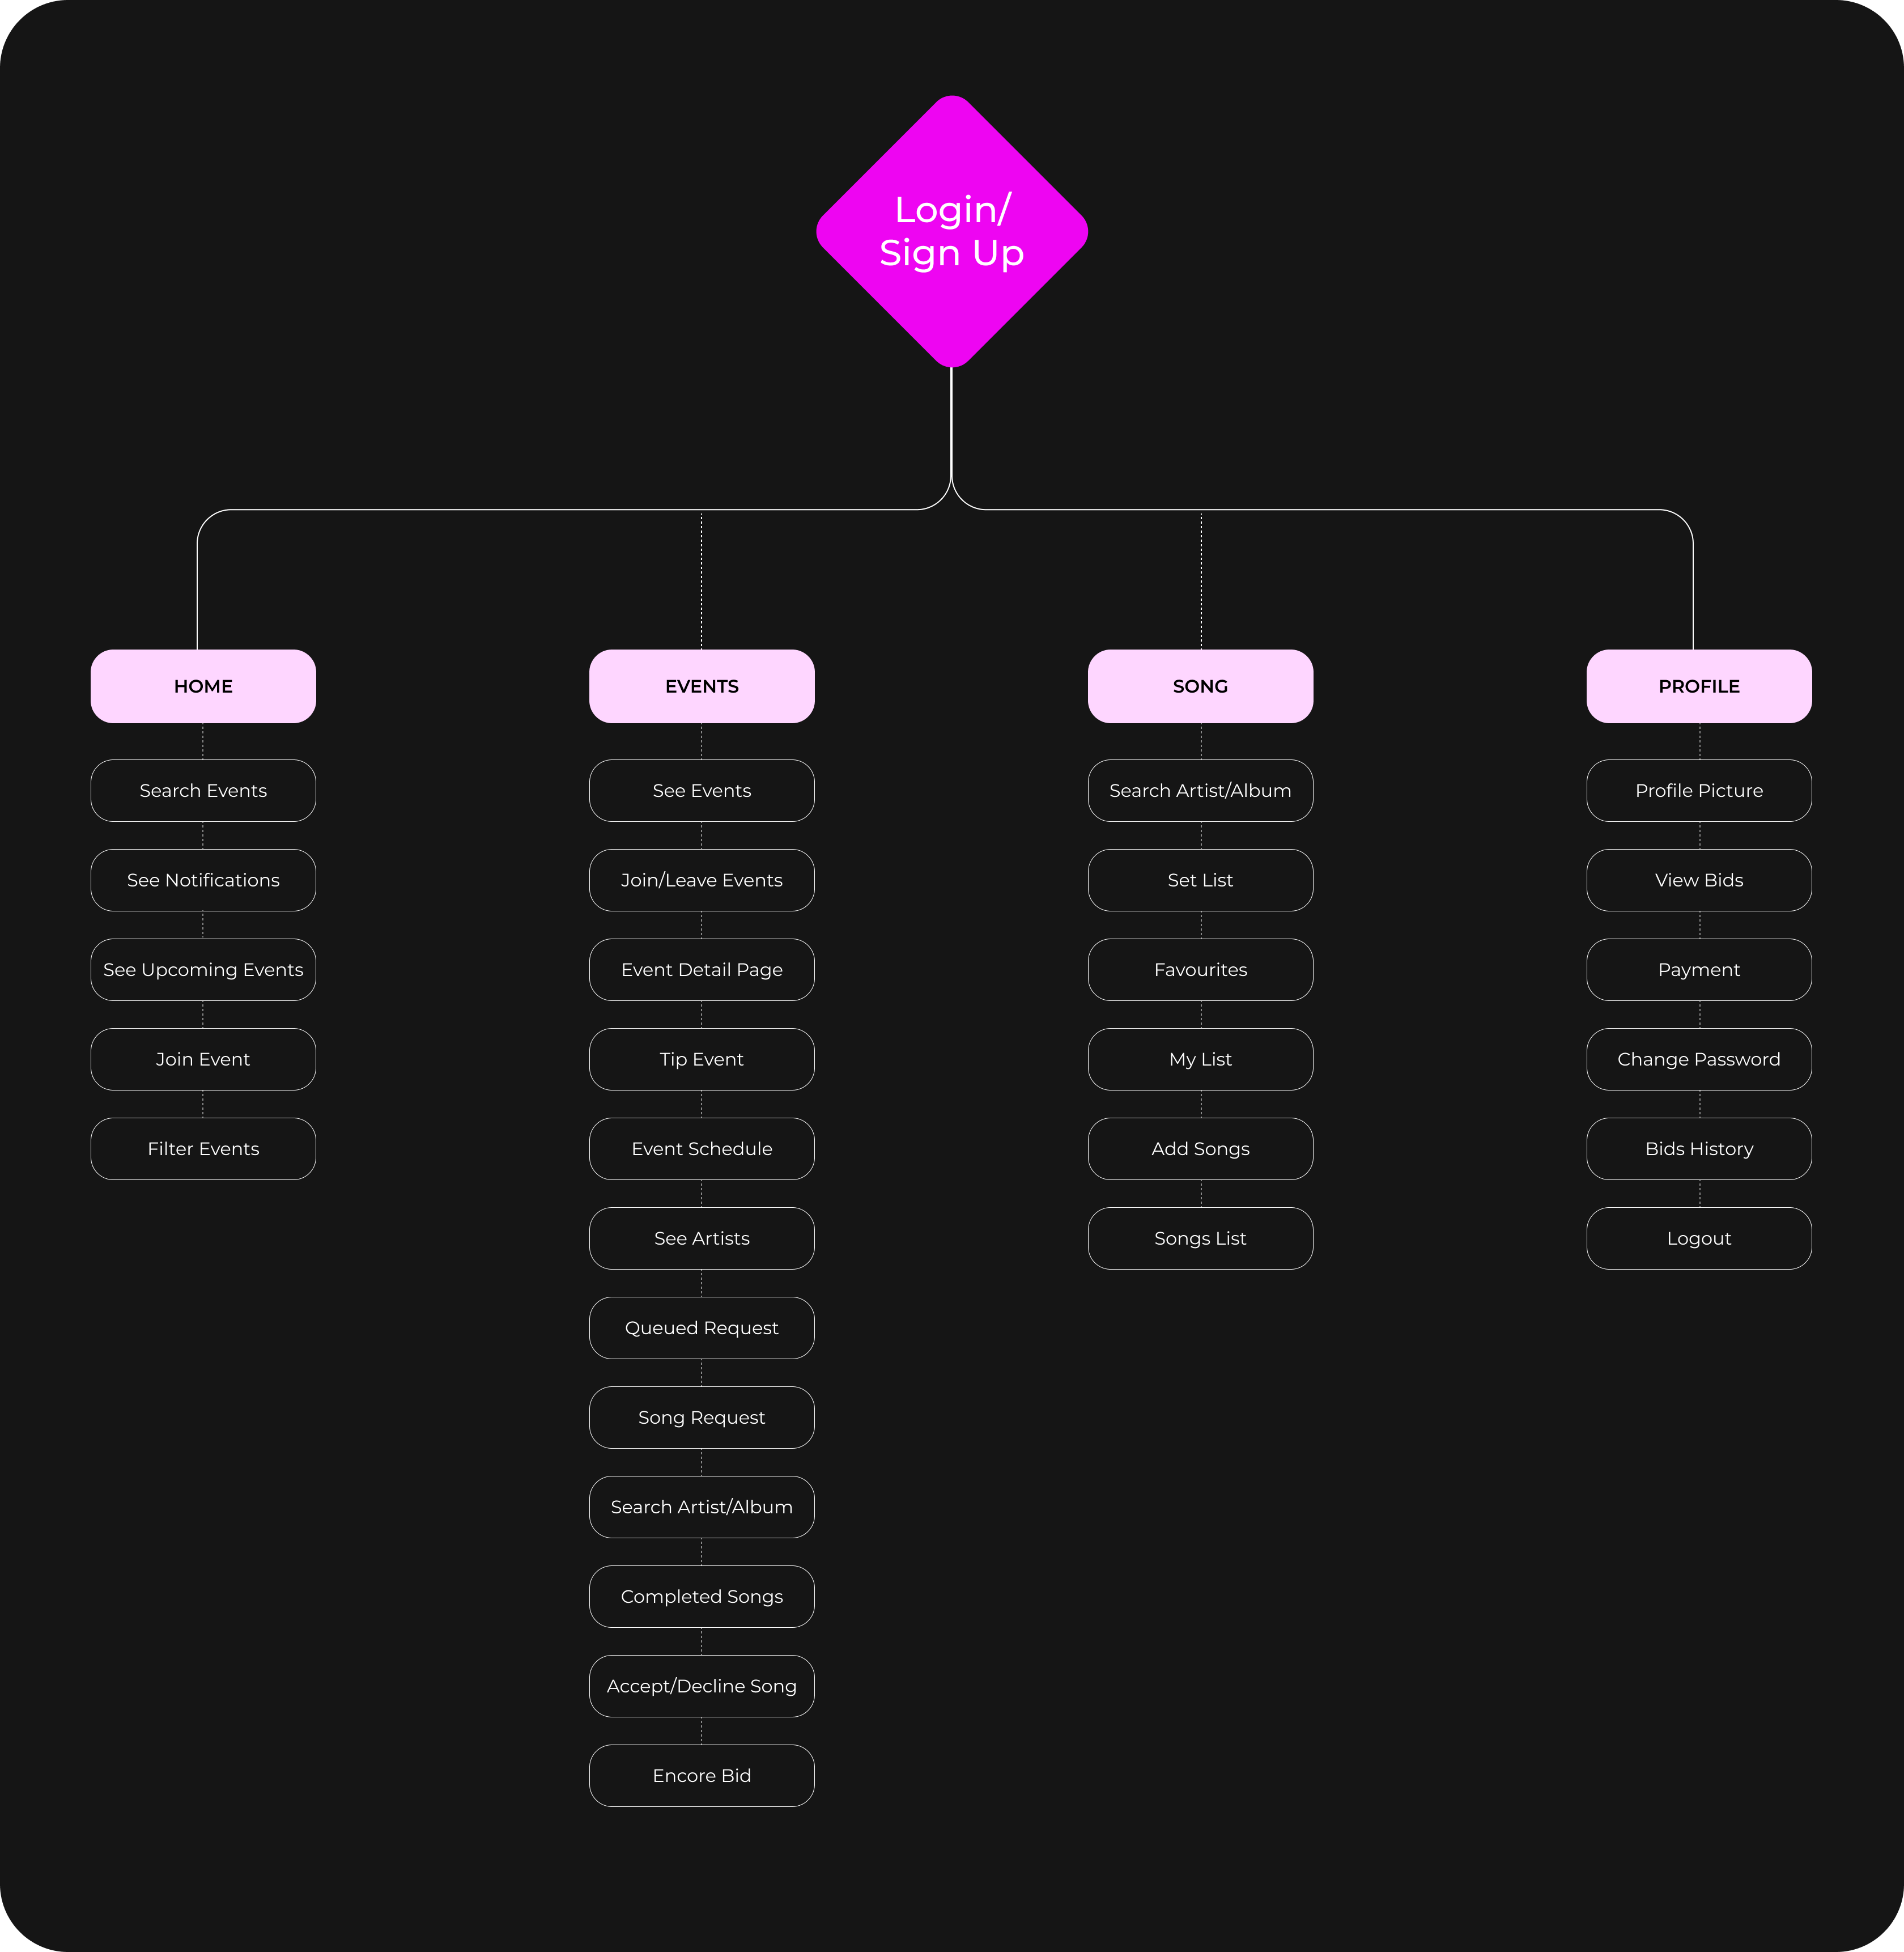 Login/
Sign Up
HOME
Search Events
See Notifications
See Upcoming Events
Join Event
Filter Events
EVENTS
See Events
Join/Leave Events
Event Detail Page
Tip Event
Event Schedule
See Artists
Queued Request
Song Request
Search Artist/Album
Completed Songs
Accept/Decline Song
Encore Bid
SONG
Search Artist/Album
Set List
Favourites
My List
Add Songs
Songs List
PROFILE
Profile Picture
View Bids
Payment
Change Password
Bids History
Logout